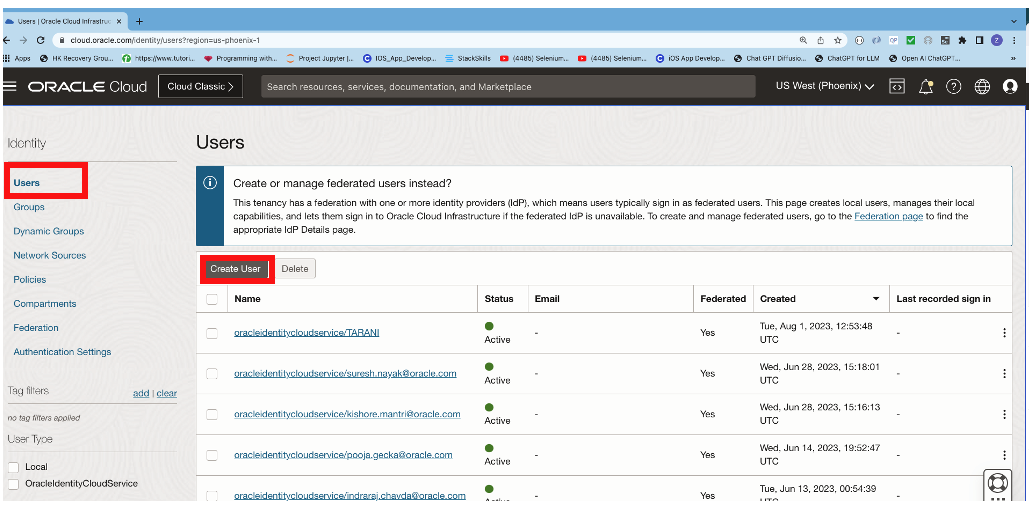 Users | Oracle Cloud Infrastruc
cloud.oracle.com/identity/users?region=us-phoenix-1
Apps
HK Recovery Grou...
https://www.tutori...
Programming with...
Project Jupyter |...
IOS_App_Develop...
StackSkills
(4485) Selenium...
(4485) Selenium...
iOS App Develop...
Chat GPT Diffusio...
ChatGPT for LLM
Open AI ChatGPT...
»
ORACLE Cloud
Cloud Classic >
Search resources, services, documentation, and Marketplace
US West (Phoenix)
Identity
Users
Groups
Dynamic Groups
Network Sources
Policies
Compartments
Federation
Authentication Settings
Tag filters
add | clear
no tag filters applied
User Type
Local
OracleIdentityCloudService
Users
Create or manage federated users instead?
This tenancy has a federation with one or more identity providers (IdP), which means users typically sign in as federated users. This page creates local users, manages their local
capabilities, and lets them sign in to Oracle Cloud Infrastructure if the federated IdP is unavailable. To create and manage federated users, go to the Federation page to find the
appropriate IdP Details page.
Create User
Delete
Name Status Email Federated Created Last recorded sign in
oracleidentitycloudservice/TARANI Active - Yes Tue, Aug 1, 2023, 12:53:48 UTC -
oracleidentitycloudservice/suresh.nayak@oracle.com Active - Yes Wed, Jun 28, 2023, 15:18:01 UTC -
oracleidentitycloudservice/kishore.mantri@oracle.com Active - Yes Wed, Jun 28, 2023, 15:16:13 UTC -
oracleidentitycloudservice/pooja.gecka@oracle.com Active - Yes Wed, Jun 14, 2023, 19:52:47 UTC -
oracleidentitycloudservice/indraraj.chavda@oracle.com Active - Yes Tue, Jun 13, 2023, 00:54:39 UTC -